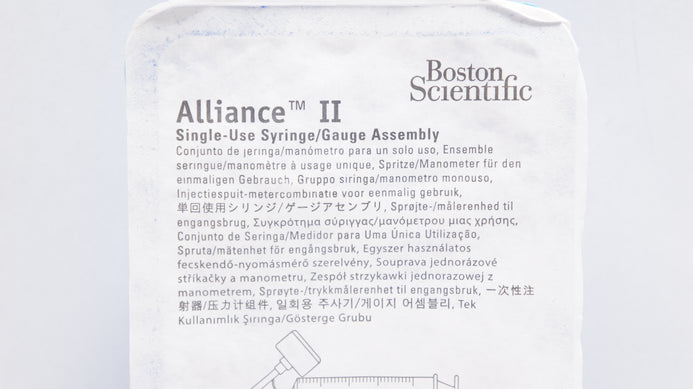 Boston
Scientific
Alliance™ II
Single-Use Syringe/Gauge Assembly
Conjunto de jeringa/manómetro para un solo uso, Ensemble
seringue/manomètre à usage unique, Spritze/Manometer für den
einmaligen Gebrauch, Gruppo siringa/manometro monouso,
Injectiespuit-metercombinatie voor eenmalig gebruik,
単回使用シリンジ/ゲージアセンブリ, Sprøjte-/målerenhed til
engangsbrug, Συγκρότημα σύριγγας/μανόμετρου μιας χρήσης,
Conjunto de Seringa/Medidor para Uma Única Utilização,
Spruta/mätenhet för engångsbruk, Egyszer használatos
fecskendő-nyomásmérő szerelvény, Souprava jednorázové
stříkačky a manometru, Zespół strzykawki jednorazowej z
manometrem, Sprøyte-/trykkmålerenhet til engangsbruk, 一次性注
射器/压力计组件, 일회용 주사기/게이지 어셈블리, Tek
Kullanımlık Şırınga/Gösterge Grubu